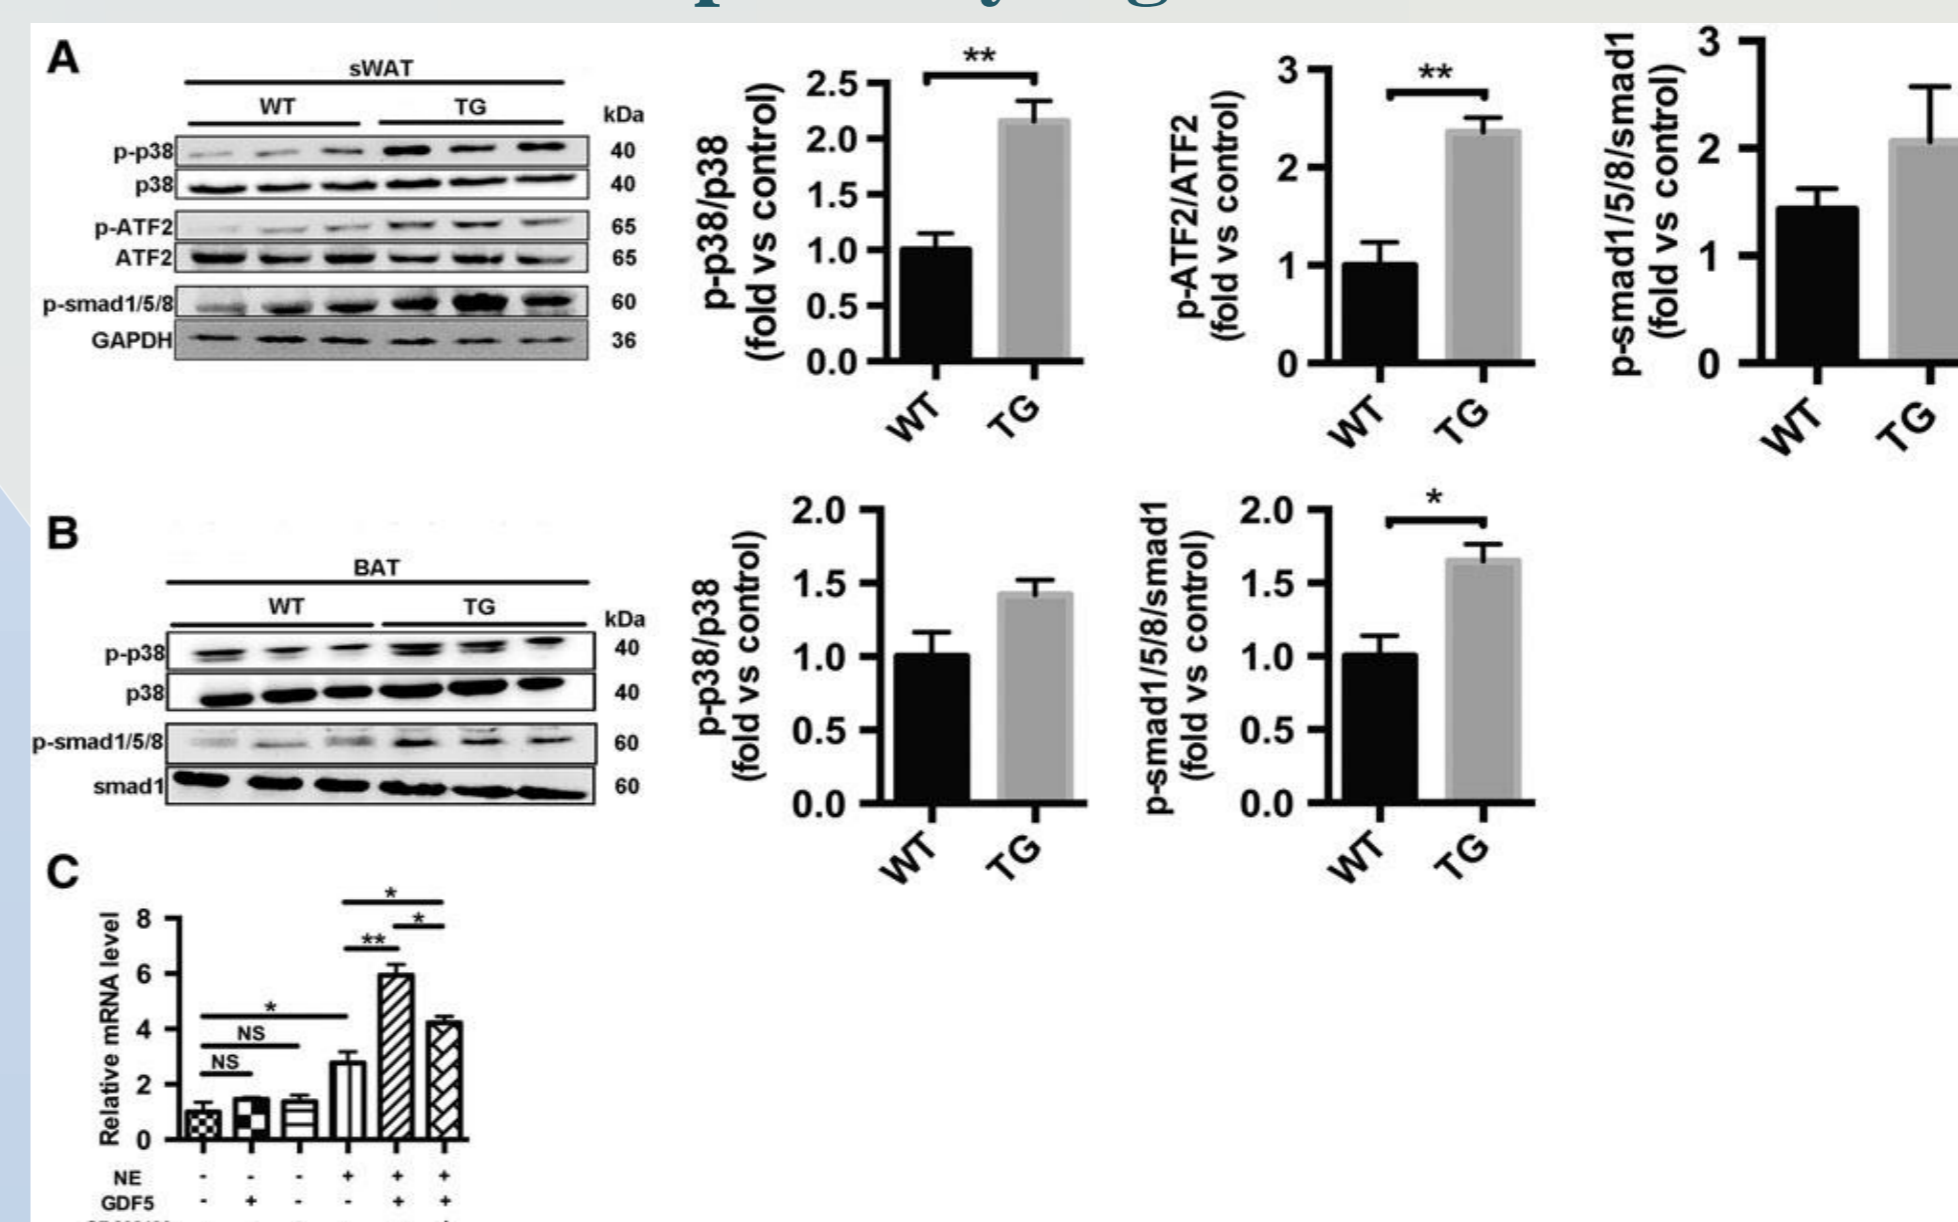 A
sWAT
WT TG
kDa
p-p38 40
p38 40
p-ATF2 65
ATF2 65
p-smad1/5/8 60
GAPDH 36
p-p38/p38
(fold vs control)
2.5
2.0
1.5
1.0
0.5
0.0
**
WT TG
p-ATF2/ATF2
(fold vs control)
3
2
1
0
**
WT TG
p-smad1/5/8/smad1
(fold vs control)
3
2
1
0
WT TG
B
BAT
WT TG
kDa
p-p38 40
p38 40
p-smad1/5/8 60
smad1 60
p-p38/p38
(fold vs control)
2.0
1.5
1.0
0.5
0.0
WT TG
p-smad1/5/8/smad1
(fold vs control)
2.0
1.5
1.0
0.5
0.0
*
WT TG
C
Relative mRNA level
8
6
4
2
0
*
*
**
*
NS
NS
NE - - - + + +
GDF5 - + - - + +